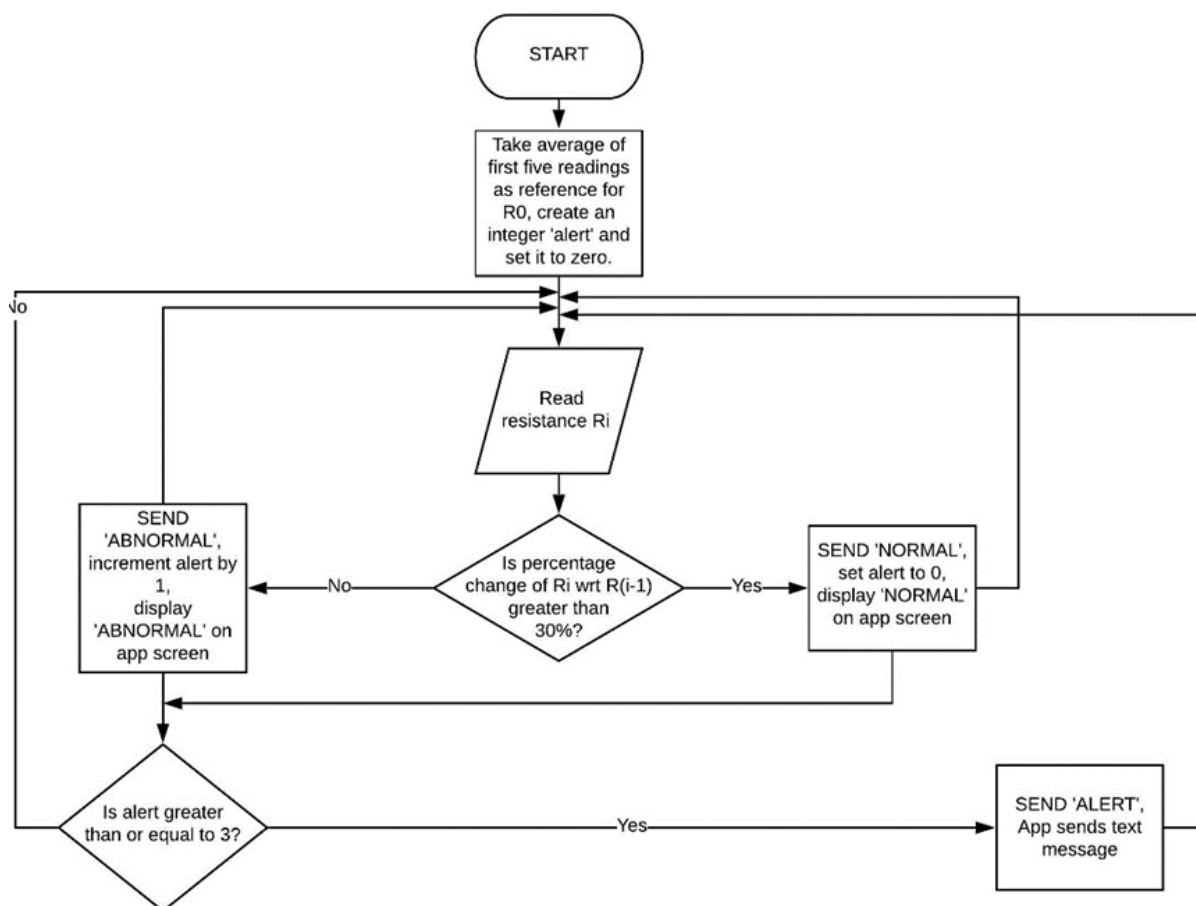 START
Take average of
first five readings
as reference for
R0, create an
integer 'alert' and
set it to zero.
No
Read
resistance Ri
SEND
'ABNORMAL',
increment alert by
1,
display
'ABNORMAL' on
app screen
No
Is percentage
change of Ri wrt R(i-1)
greater than
30%?
Yes
SEND 'NORMAL',
set alert to 0,
display 'NORMAL'
on app screen
Is alert greater
than or equal to 3?
Yes
SEND 'ALERT',
App sends text
message